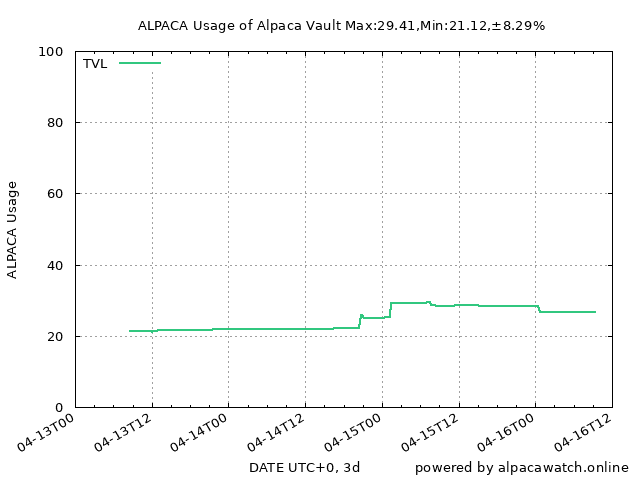 ALPACA Usage of Alpaca Vault Max:29.41,Min:21.12,±8.29%
100
TVL
80
60
40
20
0
ALPACA Usage
04-13T00
04-13T12
04-14T00
04-14T12
04-15T00
04-15T12
04-16T00
04-16T12
DATE UTC+0, 3d
powered by alpacawatch.online